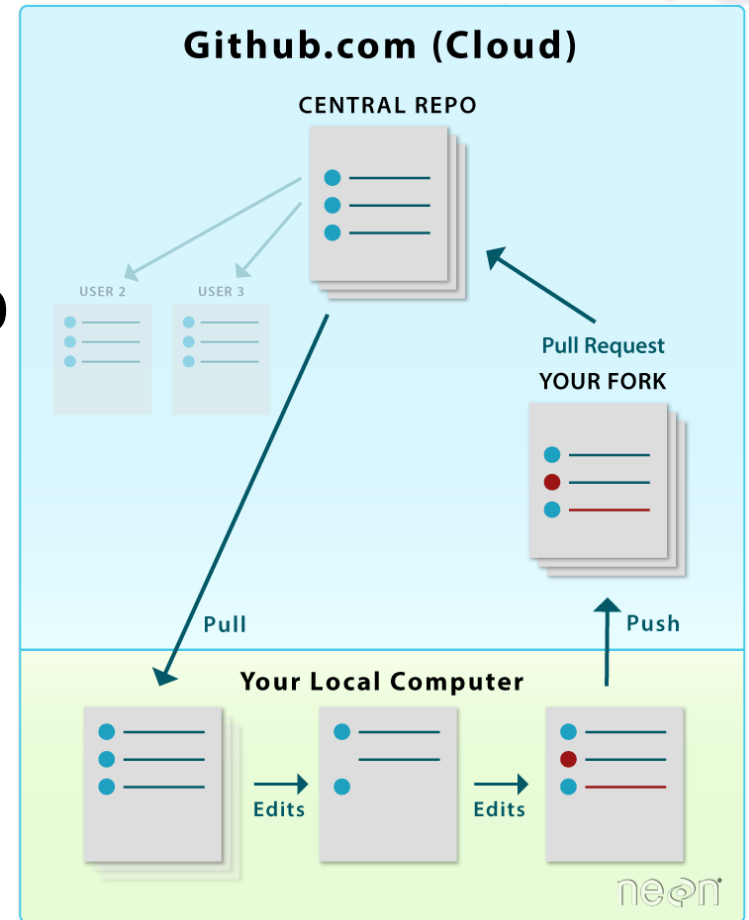 Github.com (Cloud)
CENTRAL REPO
USER 2
USER 3
Pull Request
YOUR FORK
Pull
Push
Your Local Computer
Edits
Edits
neon